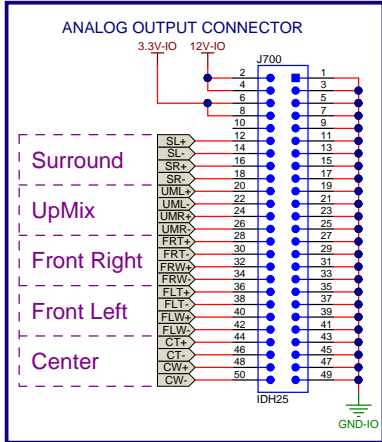 ANALOG OUTPUT CONNECTOR
3.3V-IO 12V-IO
J700
2 1
4 3
6 5
8 7
10 9
SL+ 12 11
SL- 14 13
Surround
SR+ 16 15
SR- 18 17
UML+ 20 19
UML- 22 21
UpMix
UMR+ 24 23
UMR- 26 25
FRT+ 28 27
FRT- 30 29
Front Right
FRW+ 32 31
FRW- 34 33
FLT+ 36 35
FLT- 38 37
Front Left
FLW+ 40 39
FLW- 42 41
CT+ 44 43
CT- 46 45
Center
CW+ 48 47
CW- 50 49
IDH25
GND-IO